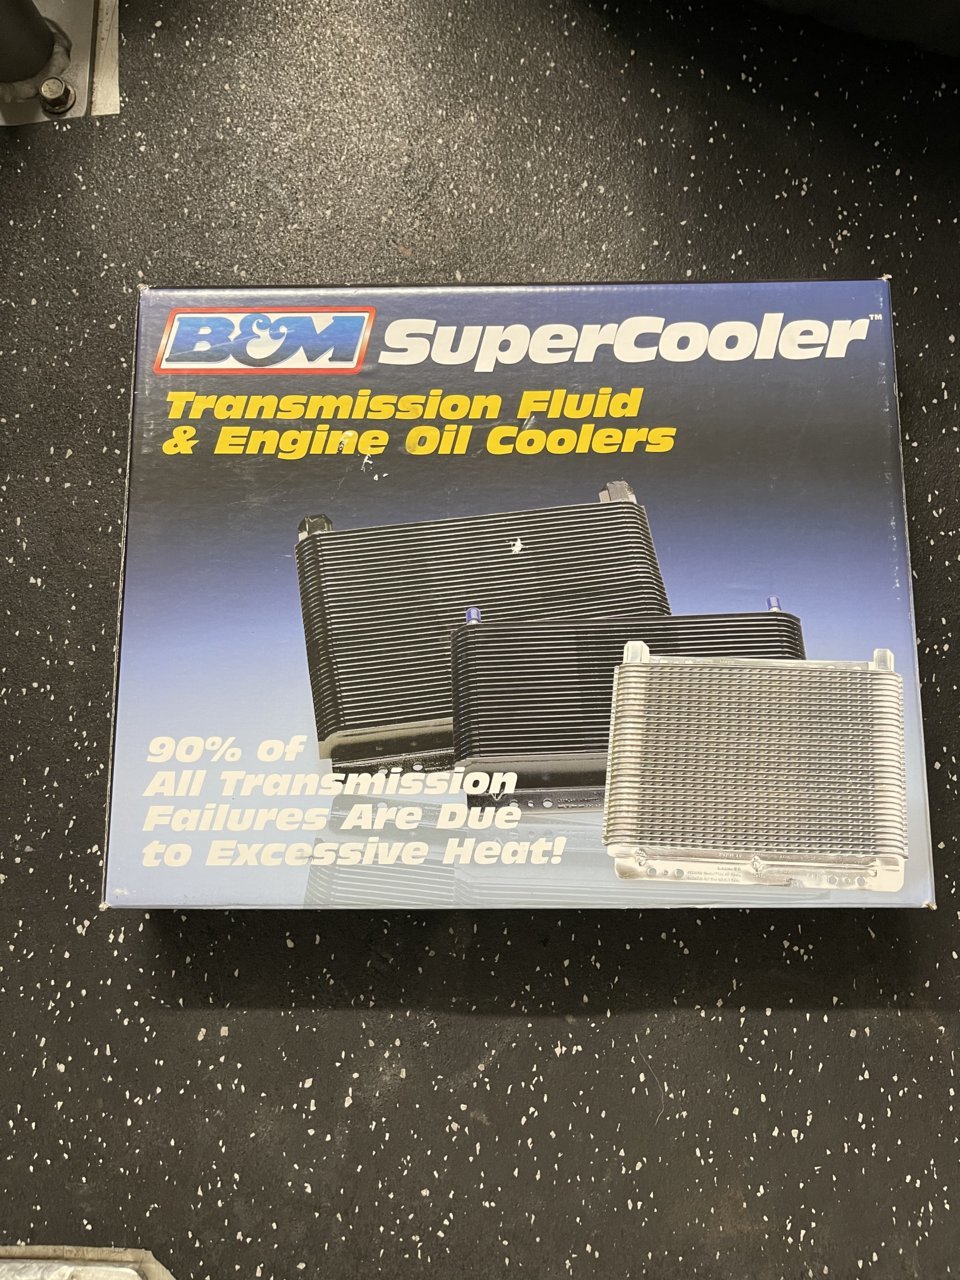 B&M SuperCooler™
Transmission Fluid
& Engine Oil Coolers
90% of
All Transmission
Failures Are Due
to Excessive Heat!